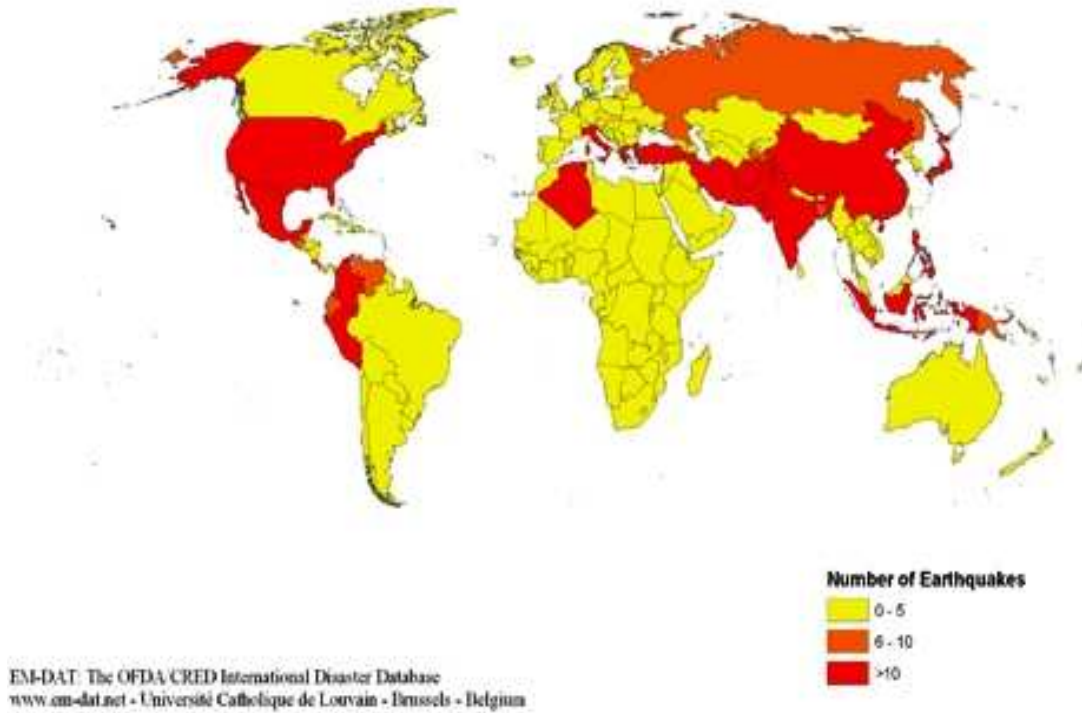 Number of Earthquakes
0 - 5
6 - 10
>10
EM-DAT: The OFDA/CRED International Disaster Database
www.em-dat.net - Université Catholique de Louvain - Brussels - Belgium